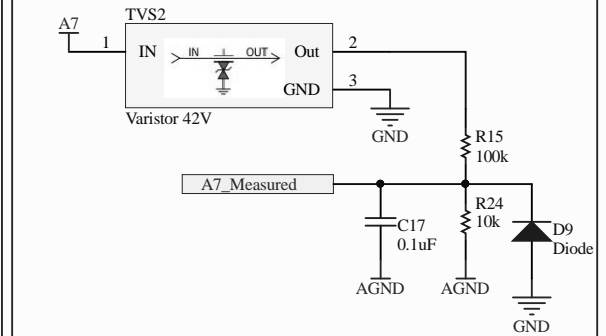 TVS2
A7
1
IN
IN
OUT
Out
2
GND
3
Varistor 42V
GND
R15
100k
A7_Measured
R24
10k
C17
0.1uF
D9
Diode
AGND
AGND
GND